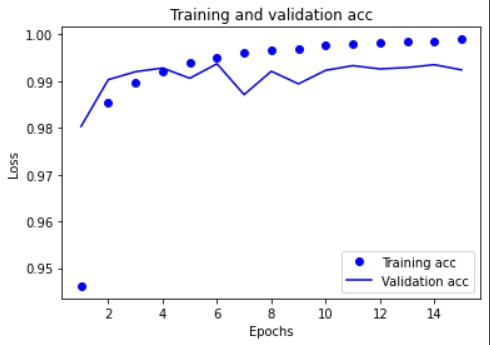 Training and validation acc
1.00
0.99
0.98
0.97
0.96
0.95
Loss
2 4 6 8 10 12 14
Epochs
Training acc
Validation acc